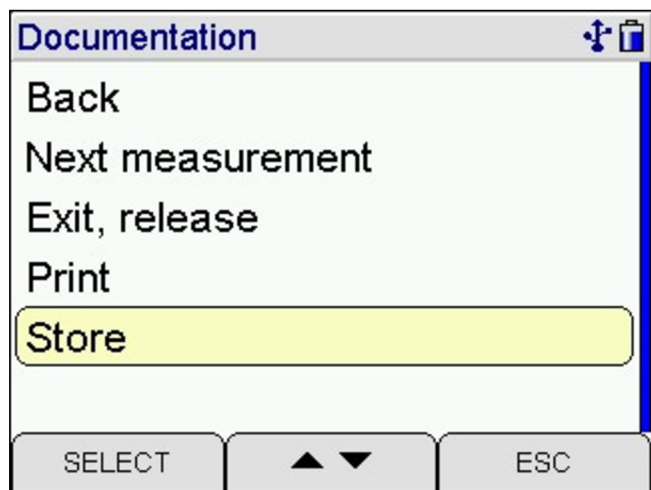 Documentation
Back
Next measurement
Exit, release
Print
Store
SELECT ▲ ▼ ESC